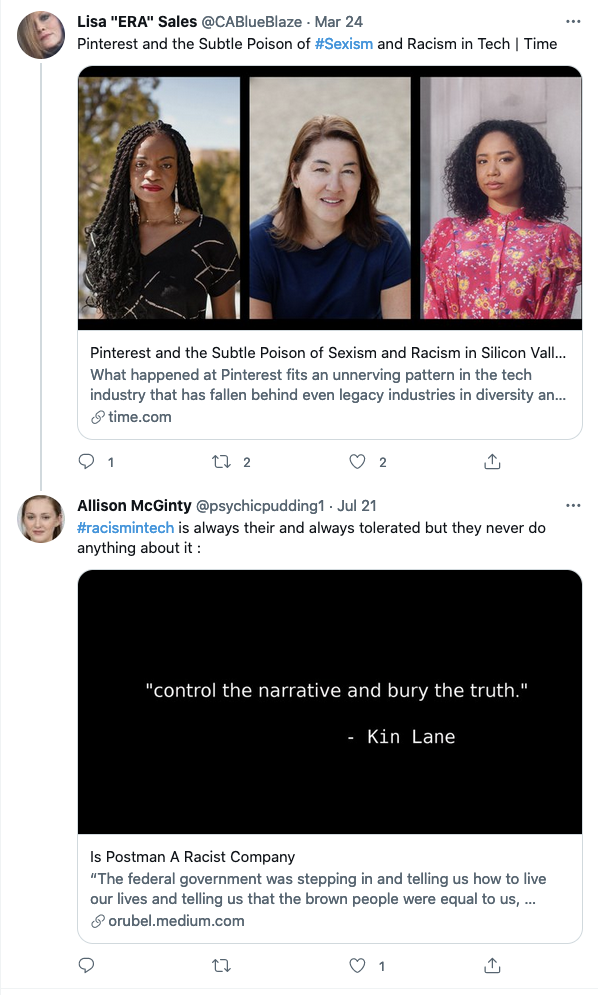 Lisa "ERA" Sales @CABlueBlaze · Mar 24
Pinterest and the Subtle Poison of #Sexism and Racism in Tech | Time
Pinterest and the Subtle Poison of Sexism and Racism in Silicon Vall...
What happened at Pinterest fits an unnerving pattern in the tech
industry that has fallen behind even legacy industries in diversity an...
time.com
1 2 2
Allison McGinty @psychicpudding1 · Jul 21
#racismintech is always their and always tolerated but they never do
anything about it :
"control the narrative and bury the truth."
- Kin Lane
Is Postman A Racist Company
“The federal government was stepping in and telling us how to live
our lives and telling us that the brown people were equal to us, ...
orubel.medium.com
1